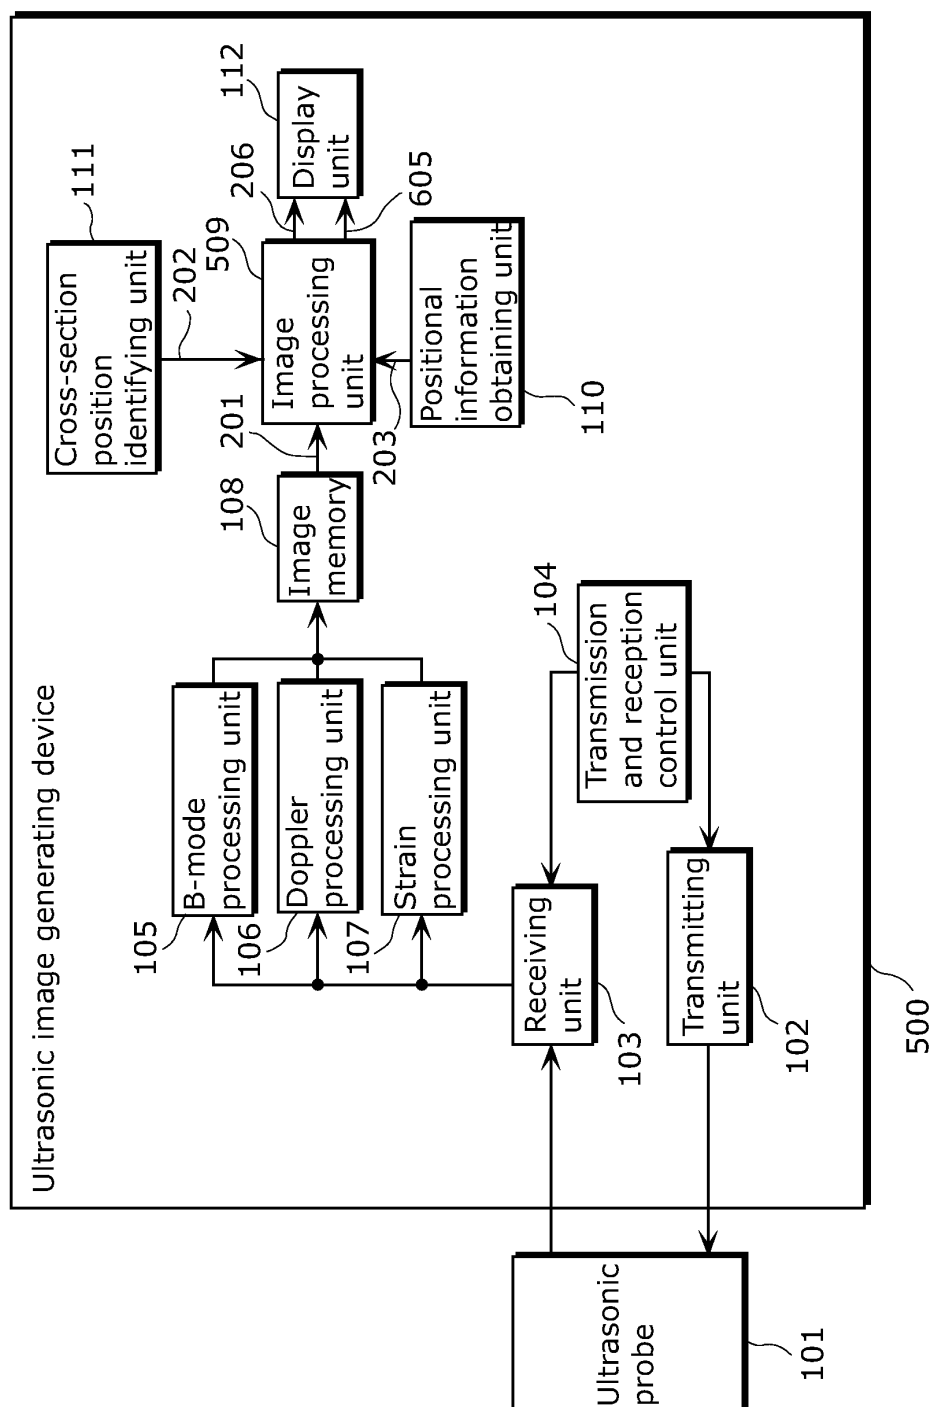 Ultrasonic image generating device
Cross-section
position
identifying unit
111
202
B-mode
processing unit
105
Doppler
processing unit
106
Strain
processing unit
107
Image
memory
108
201
Image
processing
unit
509
206
605
Display
unit
112
203
Positional
information
obtaining unit
110
Transmission
and reception
control unit
104
Receiving
unit
103
Transmitting
unit
102
500
Ultrasonic
probe
101